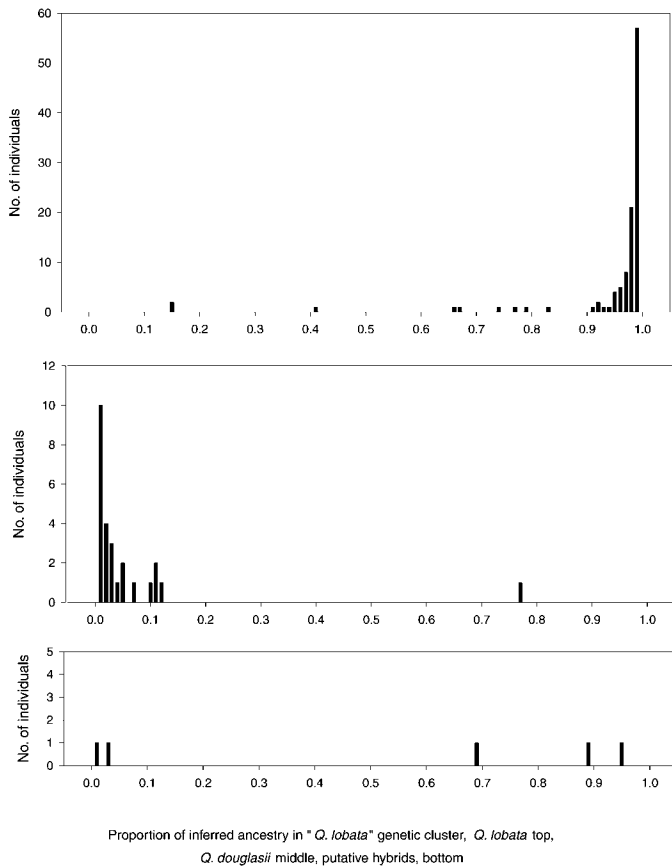 60
50
40
30
20
10
0
No. of individuals
0.0 0.1 0.2 0.3 0.4 0.5 0.6 0.7 0.8 0.9 1.0
12
10
8
6
4
2
0
No. of individuals
0.0 0.1 0.2 0.3 0.4 0.5 0.6 0.7 0.8 0.9 1.0
5
4
3
2
1
0
No. of individuals
0.0 0.1 0.2 0.3 0.4 0.5 0.6 0.7 0.8 0.9 1.0
Proportion of inferred ancestry in " Q. lobata" genetic cluster, Q. lobata top,
Q. douglasii middle, putative hybrids, bottom